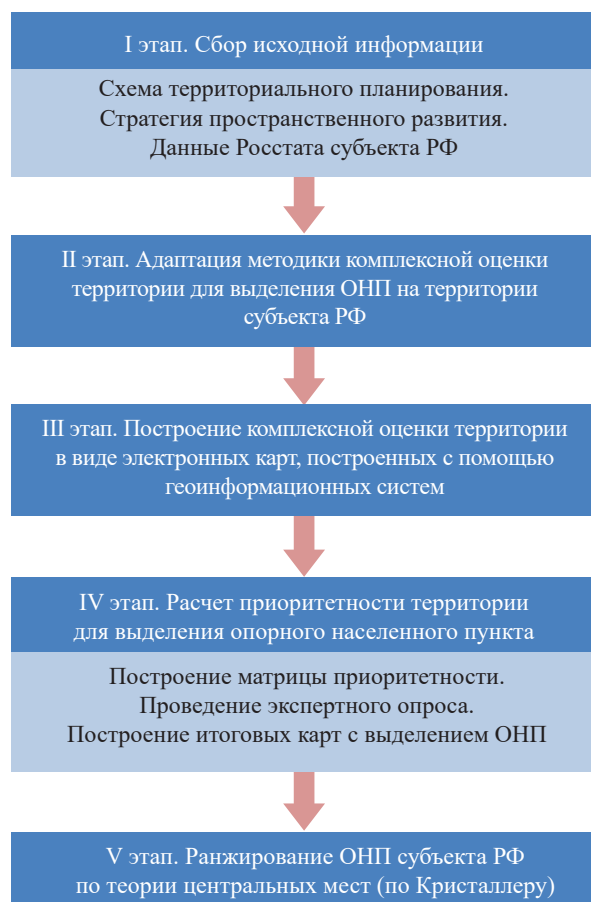 I этап. Сбор исходной информации
Схема территориального планирования.
Стратегия пространственного развития.
Данные Росстата субъекта РФ
II этап. Адаптация методики комплексной оценки
территории для выделения ОНП на территории
субъекта РФ
III этап. Построение комплексной оценки территории
в виде электронных карт, построенных с помощью
геоинформационных систем
IV этап. Расчет приоритетности территории
для выделения опорного населенного пункта
Построение матрицы приоритетности.
Проведение экспертного опроса.
Построение итоговых карт с выделением ОНП
V этап. Ранжирование ОНП субъекта РФ
по теории центральных мест (по Кристаллеру)